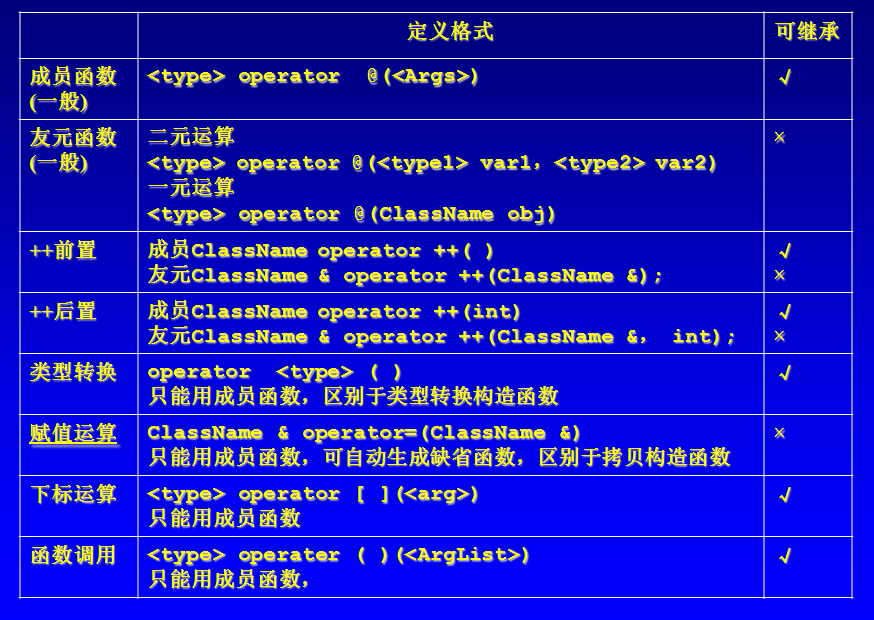 定义格式 可继承
成员函数 <type> operator @(<Args>) √
(一般)
友元函数 二元运算 ×
(一般) <type> operator @(<type1> var1，<type2> var2)
一元运算
<type> operator @(ClassName obj)
++前置 成员ClassName operator ++( ) √
友元ClassName & operator ++(ClassName &); ×
++后置 成员ClassName operator ++(int) √
友元ClassName & operator ++(ClassName &， int); ×
类型转换 operator <type> ( ) √
只能用成员函数，区别于类型转换构造函数
赋值运算 ClassName & operator=(ClassName &) ×
只能用成员函数，可自动生成缺省函数，区别于拷贝构造函数
下标运算 <type> operator [ ](<arg>) √
只能用成员函数
函数调用 <type> operater ( )(<ArgList>) √
只能用成员函数，